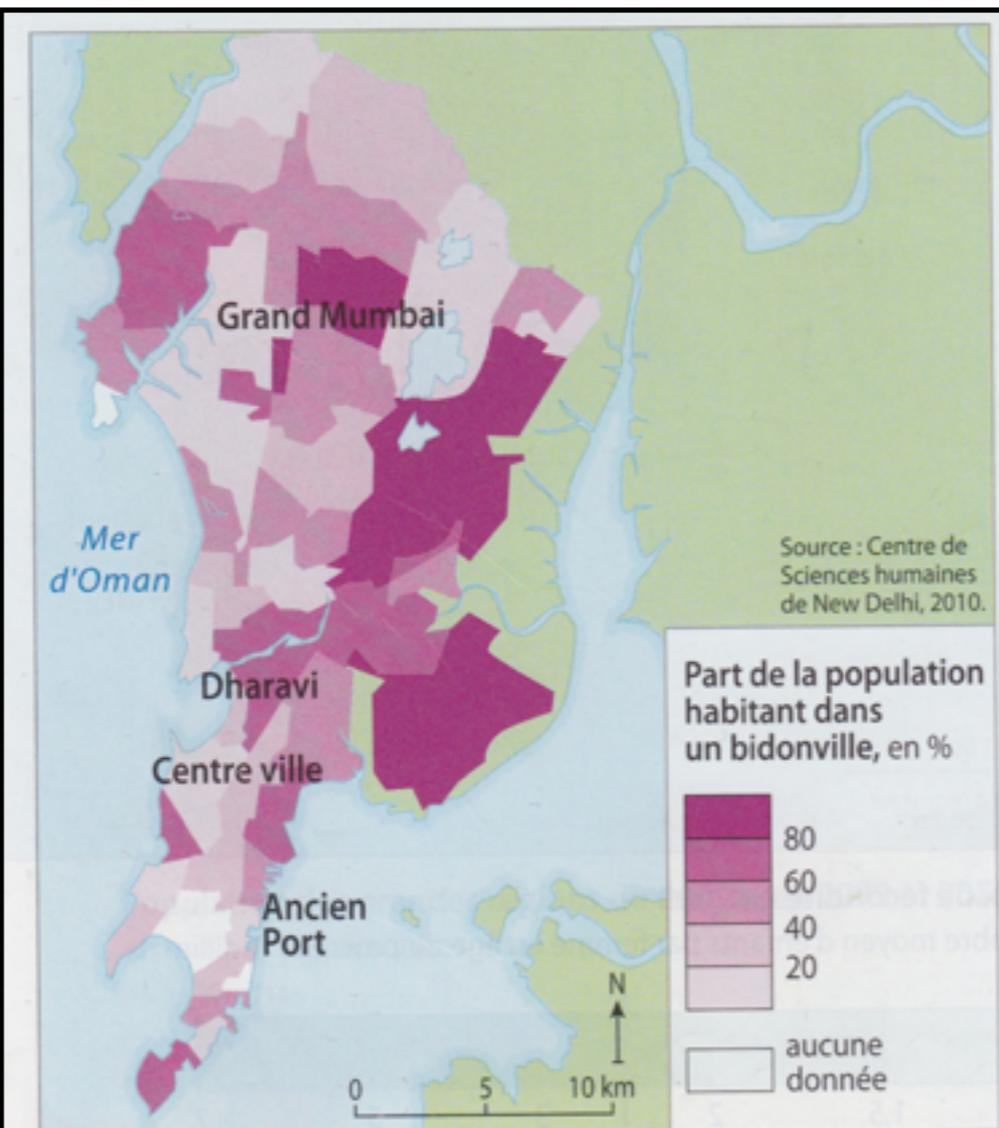 Grand Mumbai
Mer
d'Oman
Source : Centre de
Sciences humaines
de New Delhi, 2010.
Dharavi
Centre ville
Ancien
Port
Part de la population
habitant dans
un bidonville, en %
80
60
40
20
aucune
donnée
N
0 5 10 km